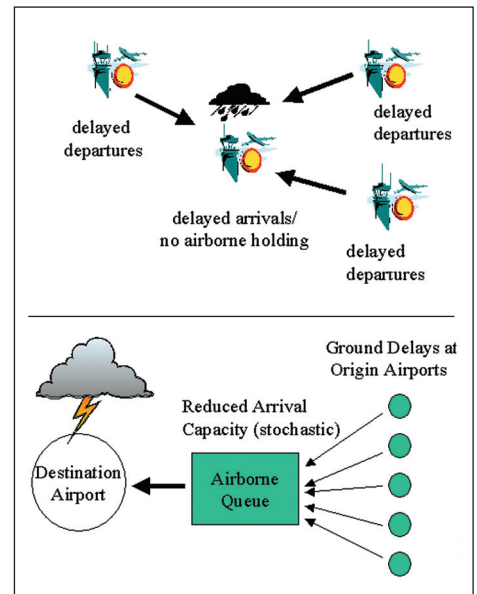 delayed
departures
delayed
departures
delayed arrivals/
no airborne holding
delayed
departures
Ground Delays at
Origin Airports
Reduced Arrival
Capacity (stochastic)
Destination
Airport
Airborne
Queue